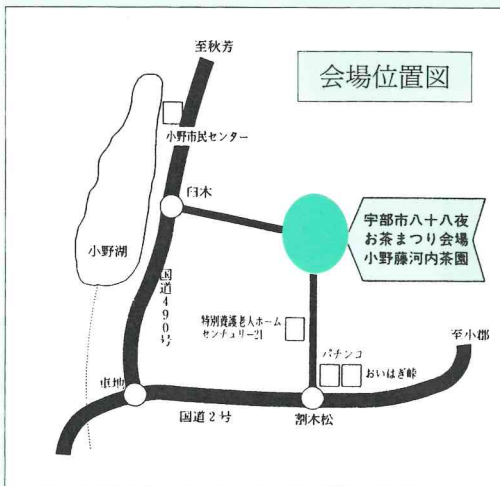 会場位置図
至秋芳
小野市民センター
臼木
宇部市八十八夜
お茶まつり会場
小野藤河内茶園
小野湖
国道490号
特別養護老人ホーム
センチュリー21
至小郡
パチンコ
おいはぎ峠
車地
国道2号
割木松